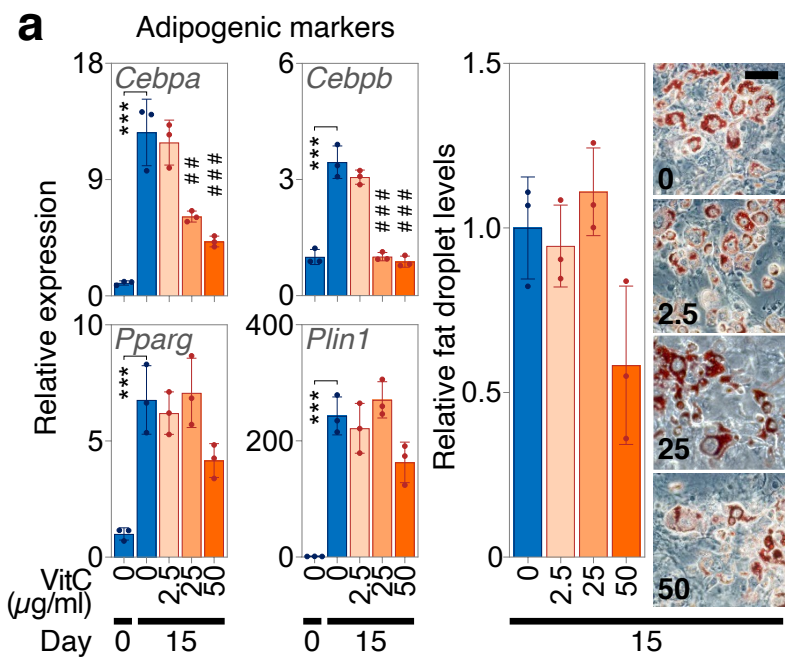 a
Adipogenic markers
Relative expression
18
9
0
Cebpa
***
##
###
6
3
0
Cebpb
***
###
###
10
5
0
Pparg
***
400
200
0
Plin1
***
VitC
(µg/ml)
0 0 2.5 25 50
0 0 2.5 25 50
Day
0 15
0 15
Relative fat droplet levels
1.5
1.0
0.5
0
0 2.5 25 50
15
0
2.5
25
50